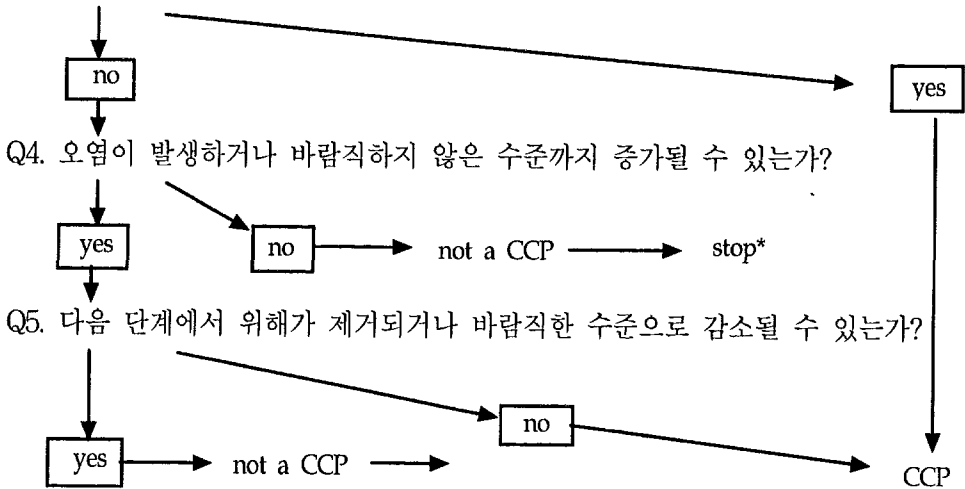 no
yes
Q4. 오염이 발생하거나 바람직하지 않은 수준까지 증가될 수 있는가?
yes
no
not a CCP
stop*
Q5. 다음 단계에서 위해가 제거되거나 바람직한 수준으로 감소될 수 있는가?
no
yes
not a CCP
CCP